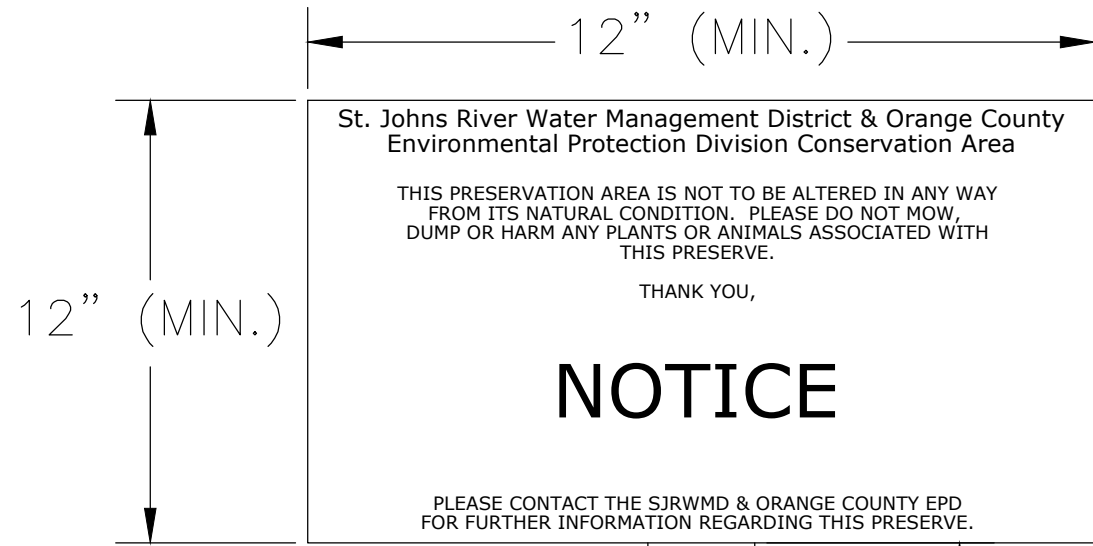 12” (MIN.)
St. Johns River Water Management District & Orange County
Environmental Protection Division Conservation Area
THIS PRESERVATION AREA IS NOT TO BE ALTERED IN ANY WAY
FROM ITS NATURAL CONDITION. PLEASE DO NOT MOW,
DUMP OR HARM ANY PLANTS OR ANIMALS ASSOCIATED WITH
THIS PRESERVE.
THANK YOU,
12” (MIN.)
NOTICE
PLEASE CONTACT THE SJRWMD & ORANGE COUNTY EPD
FOR FURTHER INFORMATION REGARDING THIS PRESERVE.